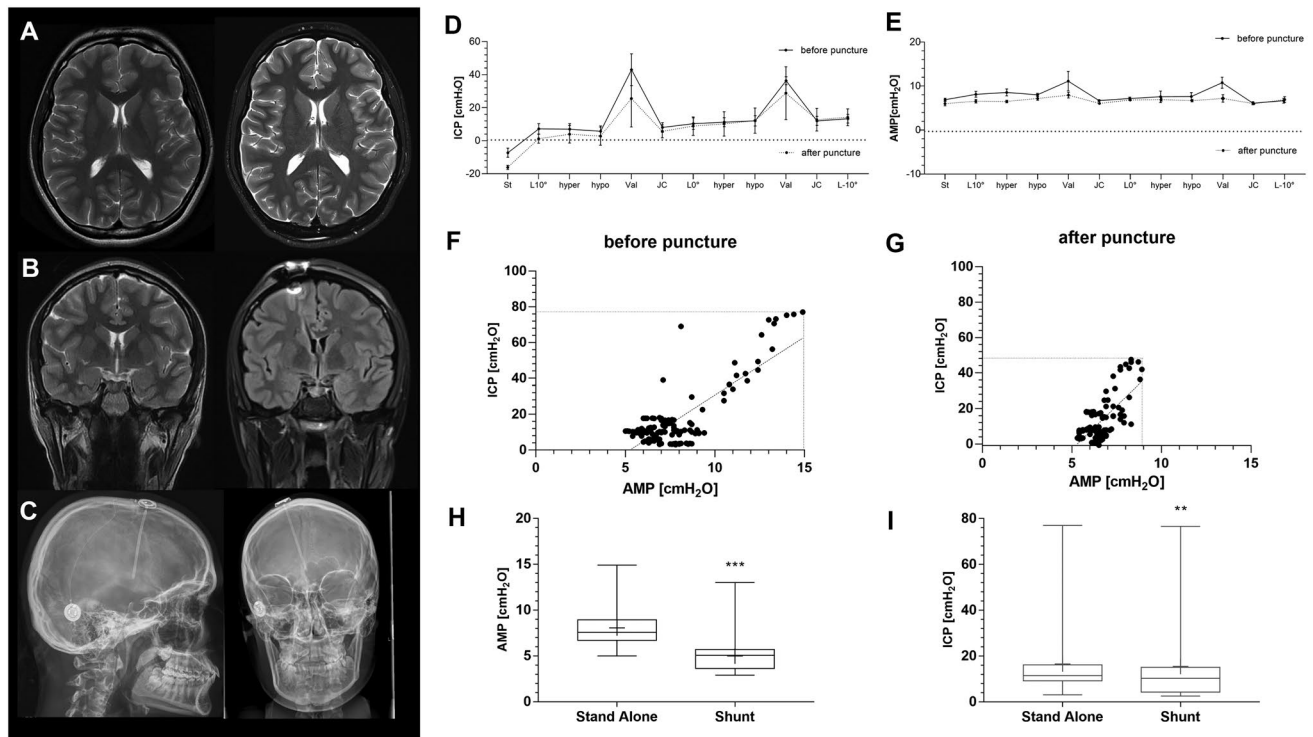 A
B
C
D
ICP [cmH₂O]
60
40
20
0
-20
before puncture
after puncture
St L10° hyper hypo Val JC L0° hyper hypo Val JC L-10°
E
AMP[cmH₂O]
20
10
0
-10
before puncture
after puncture
St L10° hyper hypo Val JC L0° hyper hypo Val JC L-10°
F
before puncture
ICP [cmH₂O]
100
80
60
40
20
0
0 5 10 15
AMP [cmH₂O]
G
after puncture
ICP [cmH₂O]
100
80
60
40
20
0
0 5 10 15
AMP [cmH₂O]
H
AMP [cmH₂O]
20
15
10
5
0
***
Stand Alone Shunt
I
ICP [cmH₂O]
80
60
40
20
0
**
Stand Alone Shunt